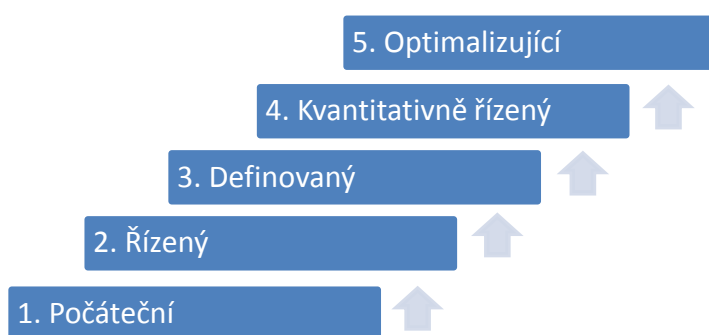 5. Optimalizující
4. Kvantitativně řízený
3. Definovaný
2. Řízený
1. Počáteční